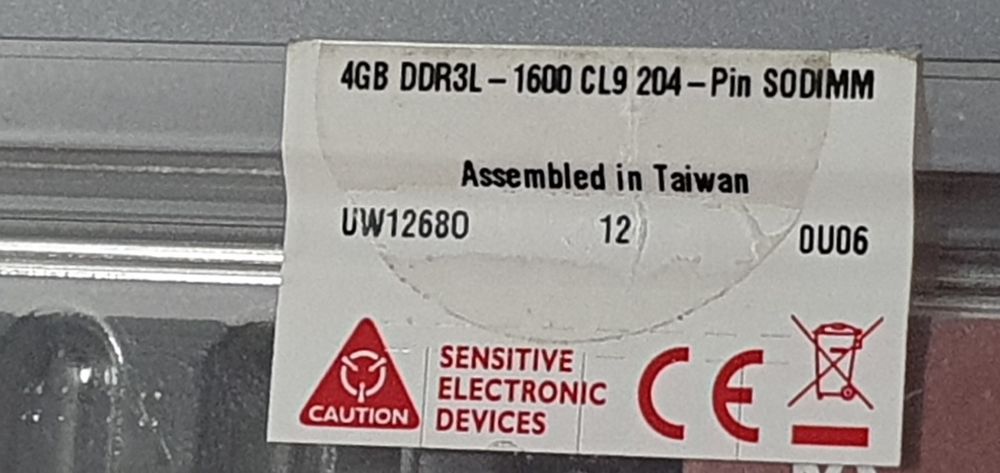 4GB DDR3L-1600 CL9 204-Pin SODIMM
Assembled in Taiwan
UW12680 12 0U06
CAUTION
SENSITIVE
ELECTRONIC
DEVICES
CE